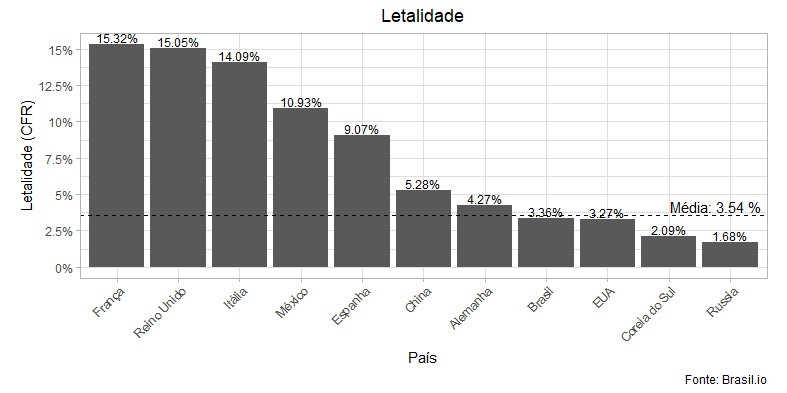 Letalidade
Letalidade (CFR)
15%
12.5%
10%
7.5%
5%
2.5%
0%
15.32%
15.05%
14.09%
10.93%
9.07%
5.28%
4.27%
3.36%
3.27%
2.09%
1.68%
Média: 3.54 %
França
Reino Unido
Itália
México
Espanha
China
Alemanha
Brasil
EUA
Coreia do Sul
Russia
País
Fonte: Brasil.io